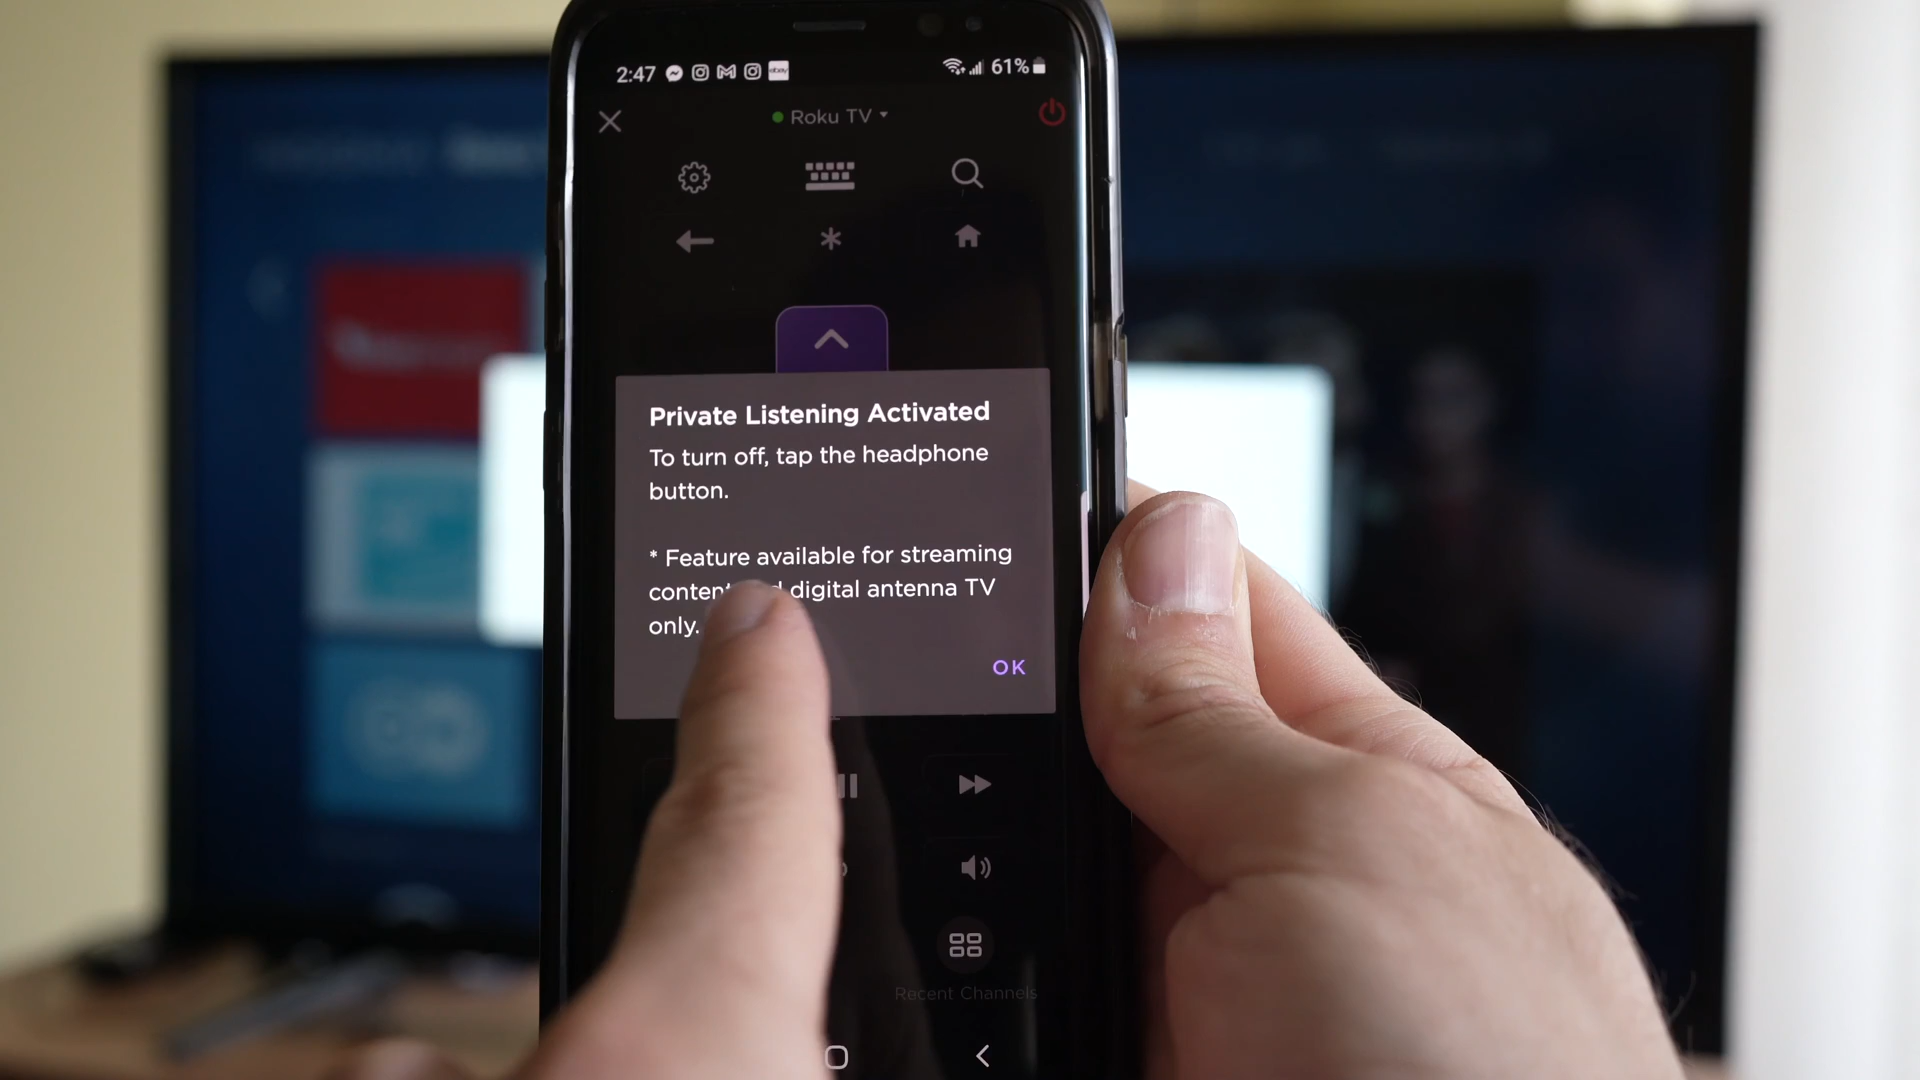 2:47
ebay
61%
Roku TV
Private Listening Activated
To turn off, tap the headphone
button.
* Feature available for streaming
digital antenna TV
only.
OK
Recent Channels